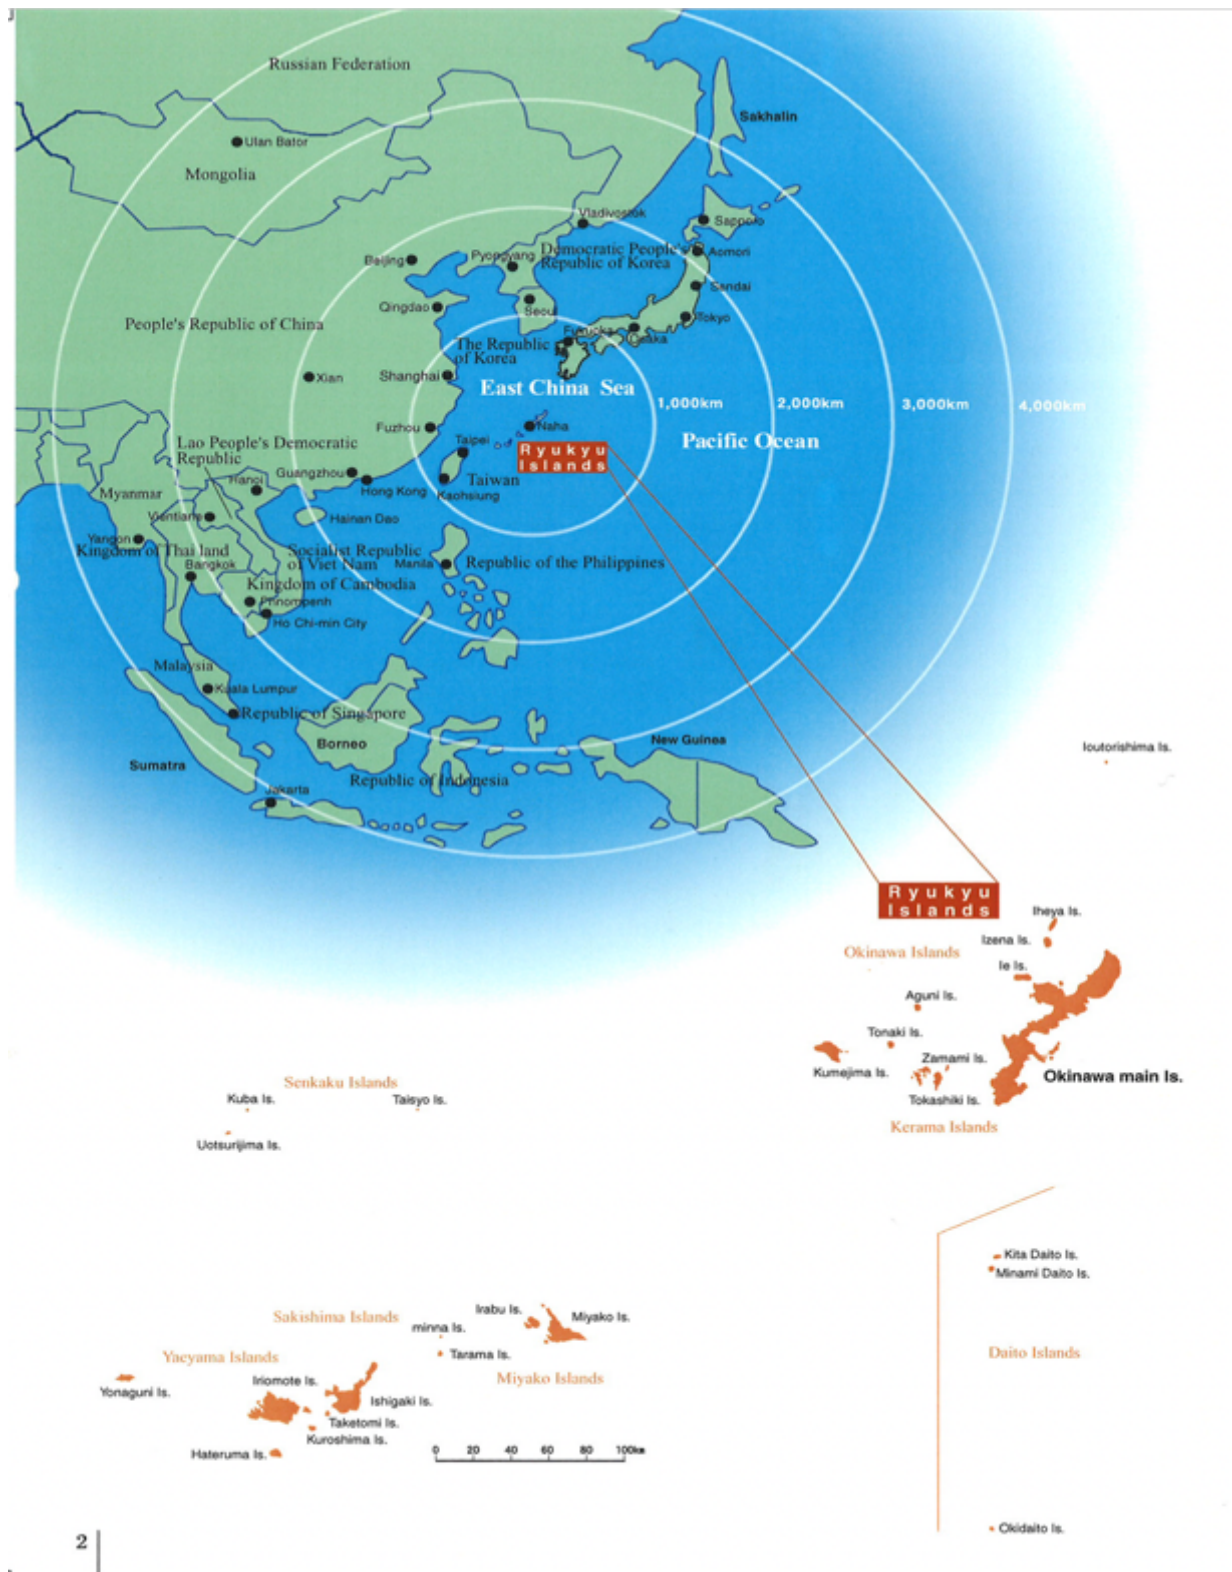 Russian Federation
Sakhalin
Ulan Bator
Mongolia
Vladivostok
Sapporo
Beijing
Pyongyang
Democratic People's
Republic of Korea
Aomori
Sendai
Qingdao
Seoul
Tokyo
People's Republic of China
Fukuoka
Osaka
The Republic
of Korea
Xian
Shanghai
East China Sea
1,000km
2,000km
3,000km
4,000km
Fuzhou
Naha
Pacific Ocean
Taipei
Lao People's Democratic
Republic
Ryukyu
Islands
Guangzhou
Hanoi
Hong Kong
Taiwan
Kaohsiung
Myanmar
Vientiane
Hainan Dao
Yangon
Kingdom of Thai land
Socialist Republic
of Viet Nam
Manila
Republic of the Philippines
Bangkok
Kingdom of Cambodia
Phnompenh
Ho Chi-min City
Malaysia
Kuala Lumpur
Republic of Singapore
Borneo
New Guinea
Sumatra
Republic of Indonesia
Jakarta
Ioutorishima Is.
Ryukyu
Islands
Iheya Is.
Izena Is.
Okinawa Islands
Ie Is.
Aguni Is.
Tonaki Is.
Zamami Is.
Kumejima Is.
Okinawa main Is.
Tokashiki Is.
Kerama Islands
Senkaku Islands
Kuba Is.
Taisyo Is.
Uotsurijima Is.
Kita Daito Is.
Minami Daito Is.
Daito Islands
Okidaito Is.
Sakishima Islands
Irabu Is.
Miyako Is.
minna Is.
Tarama Is.
Yaeyama Islands
Miyako Islands
Yonaguni Is.
Iriomote Is.
Ishigaki Is.
Taketomi Is.
Kuroshima Is.
Hateruma Is.
0 20 40 60 80 100km
2